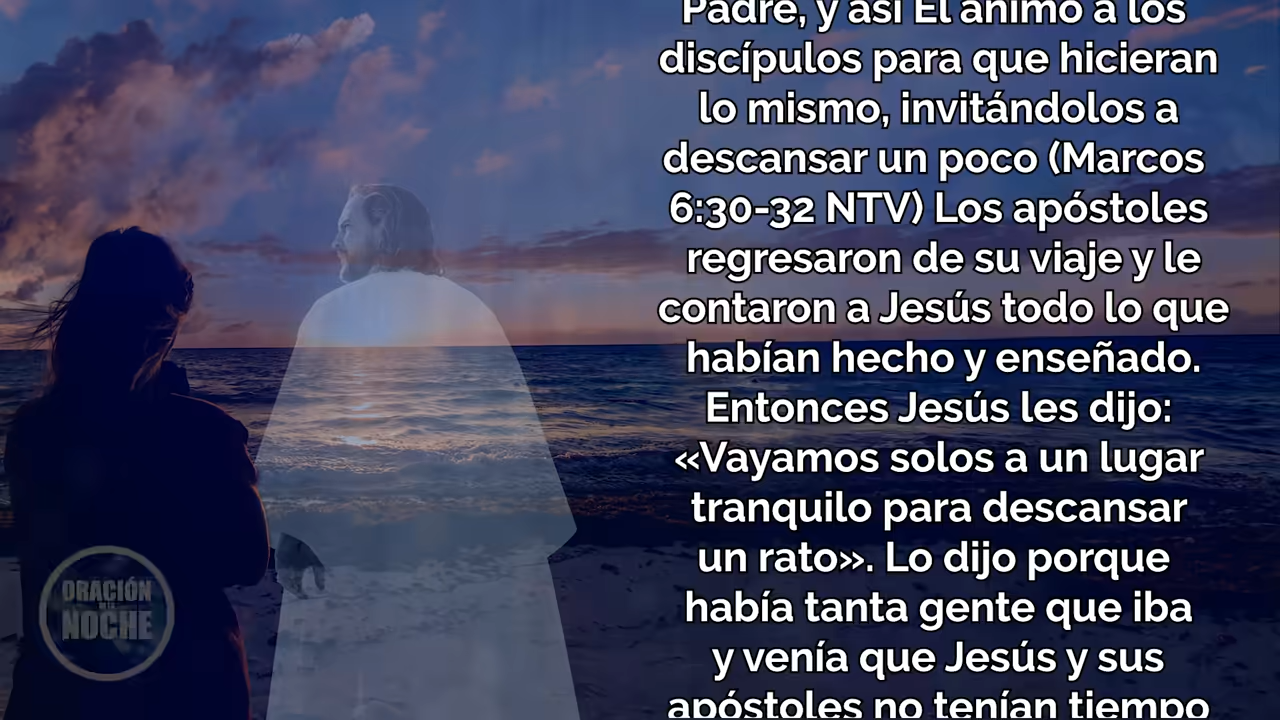 Padre, y así Él animó a los
discípulos para que hicieran
lo mismo, invitándolos a
descansar un poco (Marcos
6:30-32 NTV) Los apóstoles
regresaron de su viaje y le
contaron a Jesús todo lo que
habían hecho y enseñado.
Entonces Jesús les dijo:
«Vayamos solos a un lugar
tranquilo para descansar
un rato». Lo dijo porque
había tanta gente que iba
y venía que Jesús y sus
apóstoles no tenían tiempo
ORACIÓN
NOCHE